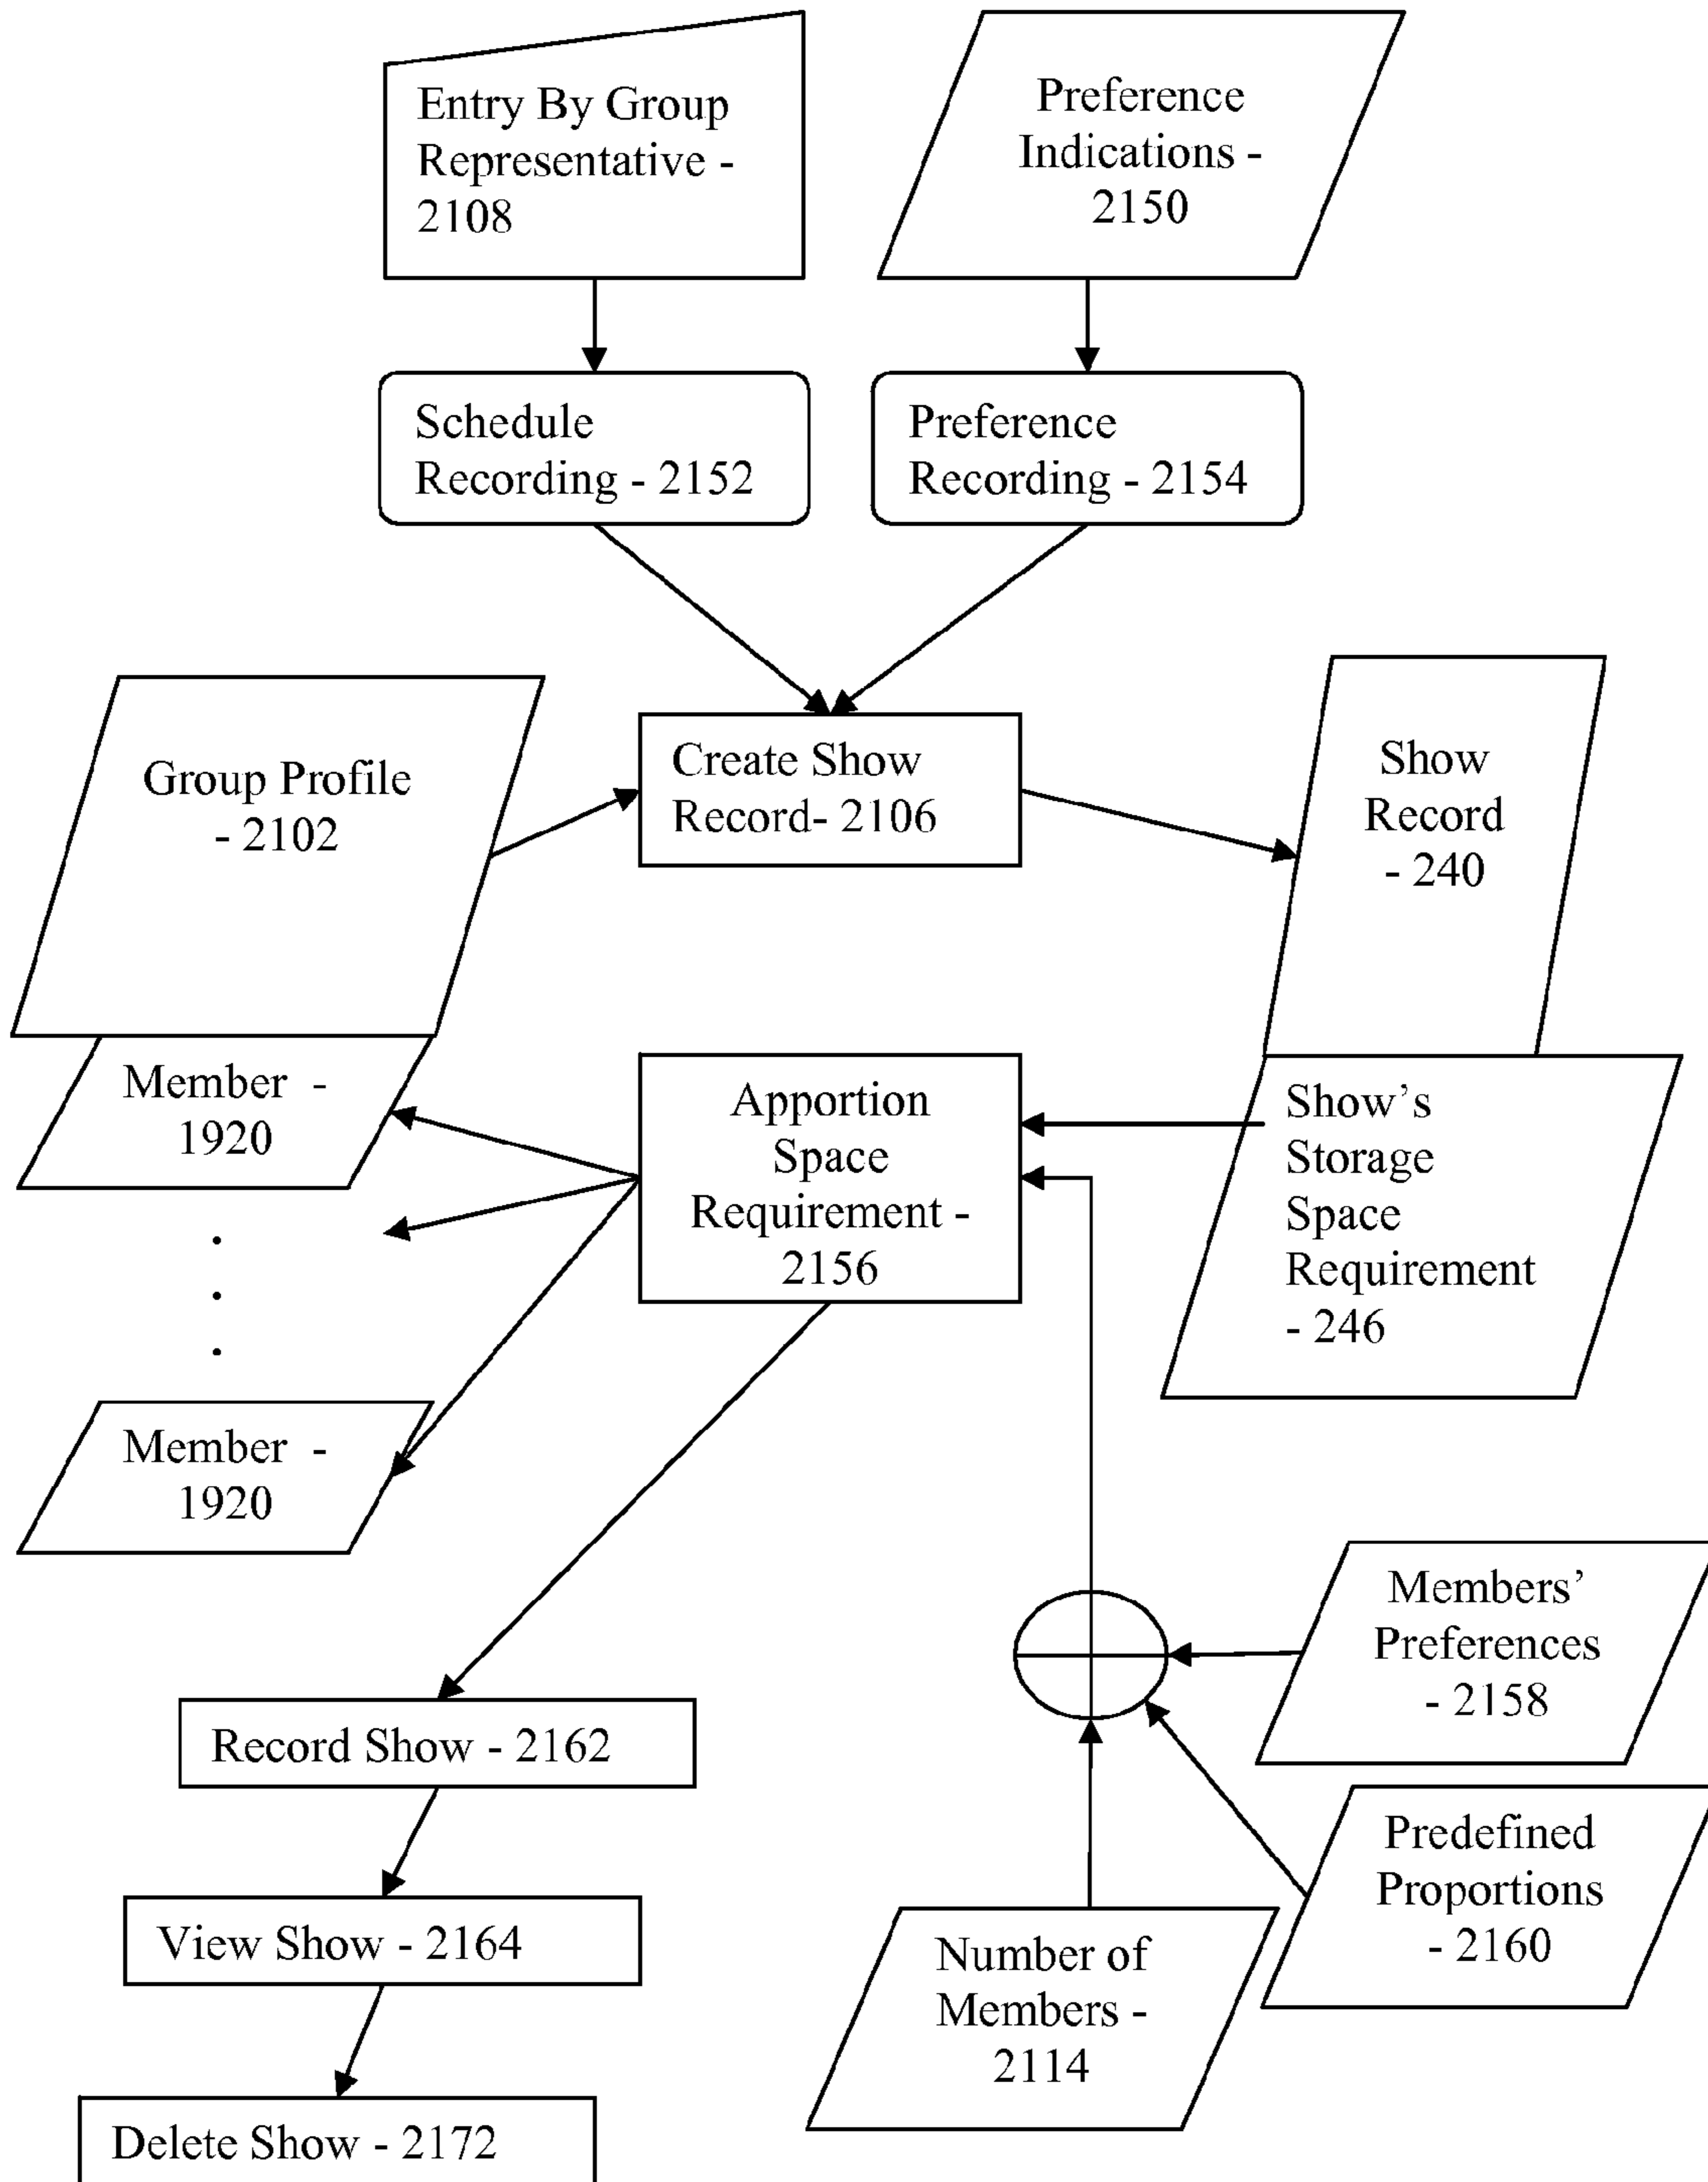 Entry By Group
Representative -
2108
Preference
Indications -
2150
Schedule
Recording - 2152
Preference
Recording - 2154
Group Profile
- 2102
Create Show
Record- 2106
Show
Record
- 240
Member -
1920
Apportion
Space
Requirement -
2156
Show’s
Storage
Space
Requirement
- 246
Member -
1920
Members’
Preferences
- 2158
Record Show - 2162
Predefined
Proportions
- 2160
View Show - 2164
Number of
Members -
2114
Delete Show - 2172